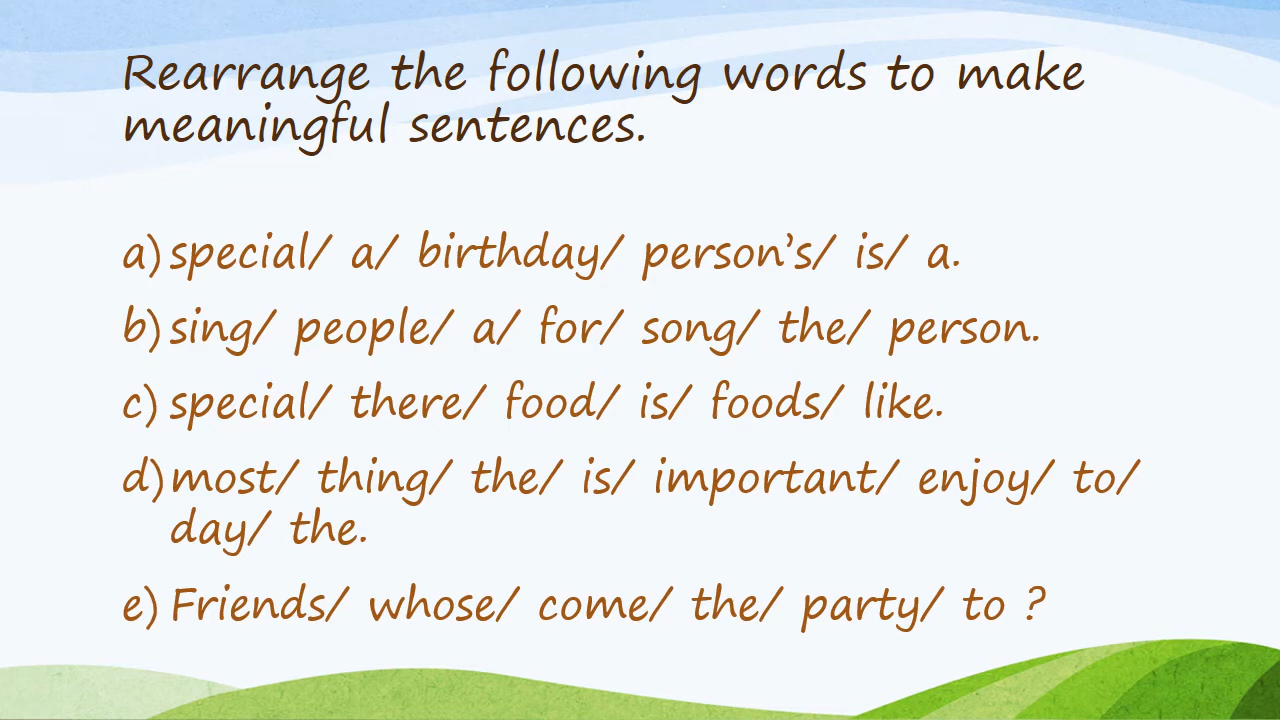 Rearrange the following words to make
meaningful sentences.
a) special/ a/ birthday/ person’s/ is/ a.
b) sing/ people/ a/ for/ song/ the/ person.
c) special/ there/ food/ is/ foods/ like.
d) most/ thing/ the/ is/ important/ enjoy/ to/
day/ the.
e) Friends/ whose/ come/ the/ party/ to ?